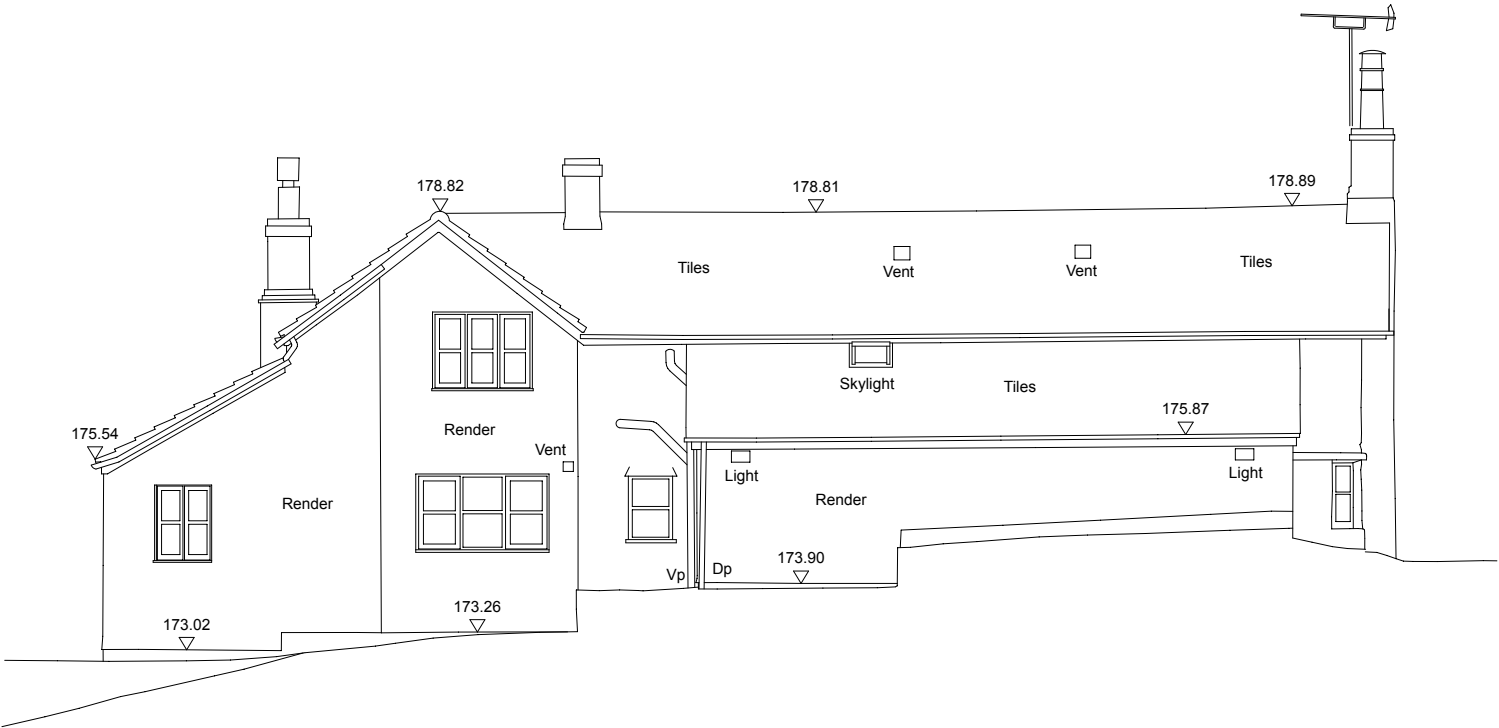 178.82
178.81
178.89
Tiles
Vent
Vent
Tiles
Skylight
Tiles
175.87
175.54
Render
Vent
Light
Light
Render
Render
173.90
Vp
Dp
173.26
173.02